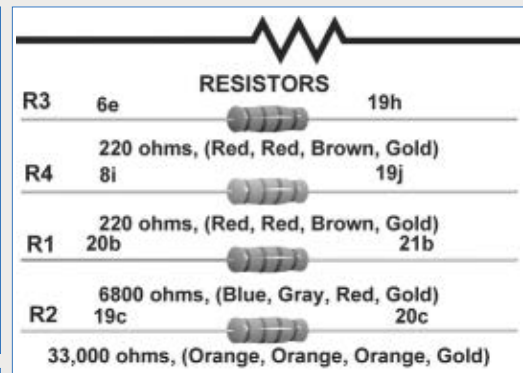 RESISTORS
R3 6e 19h
220 ohms, (Red, Red, Brown, Gold)
R4 8i 19j
220 ohms, (Red, Red, Brown, Gold)
R1 20b 21b
6800 ohms, (Blue, Gray, Red, Gold)
R2 19c 20c
33,000 ohms, (Orange, Orange, Orange, Gold)